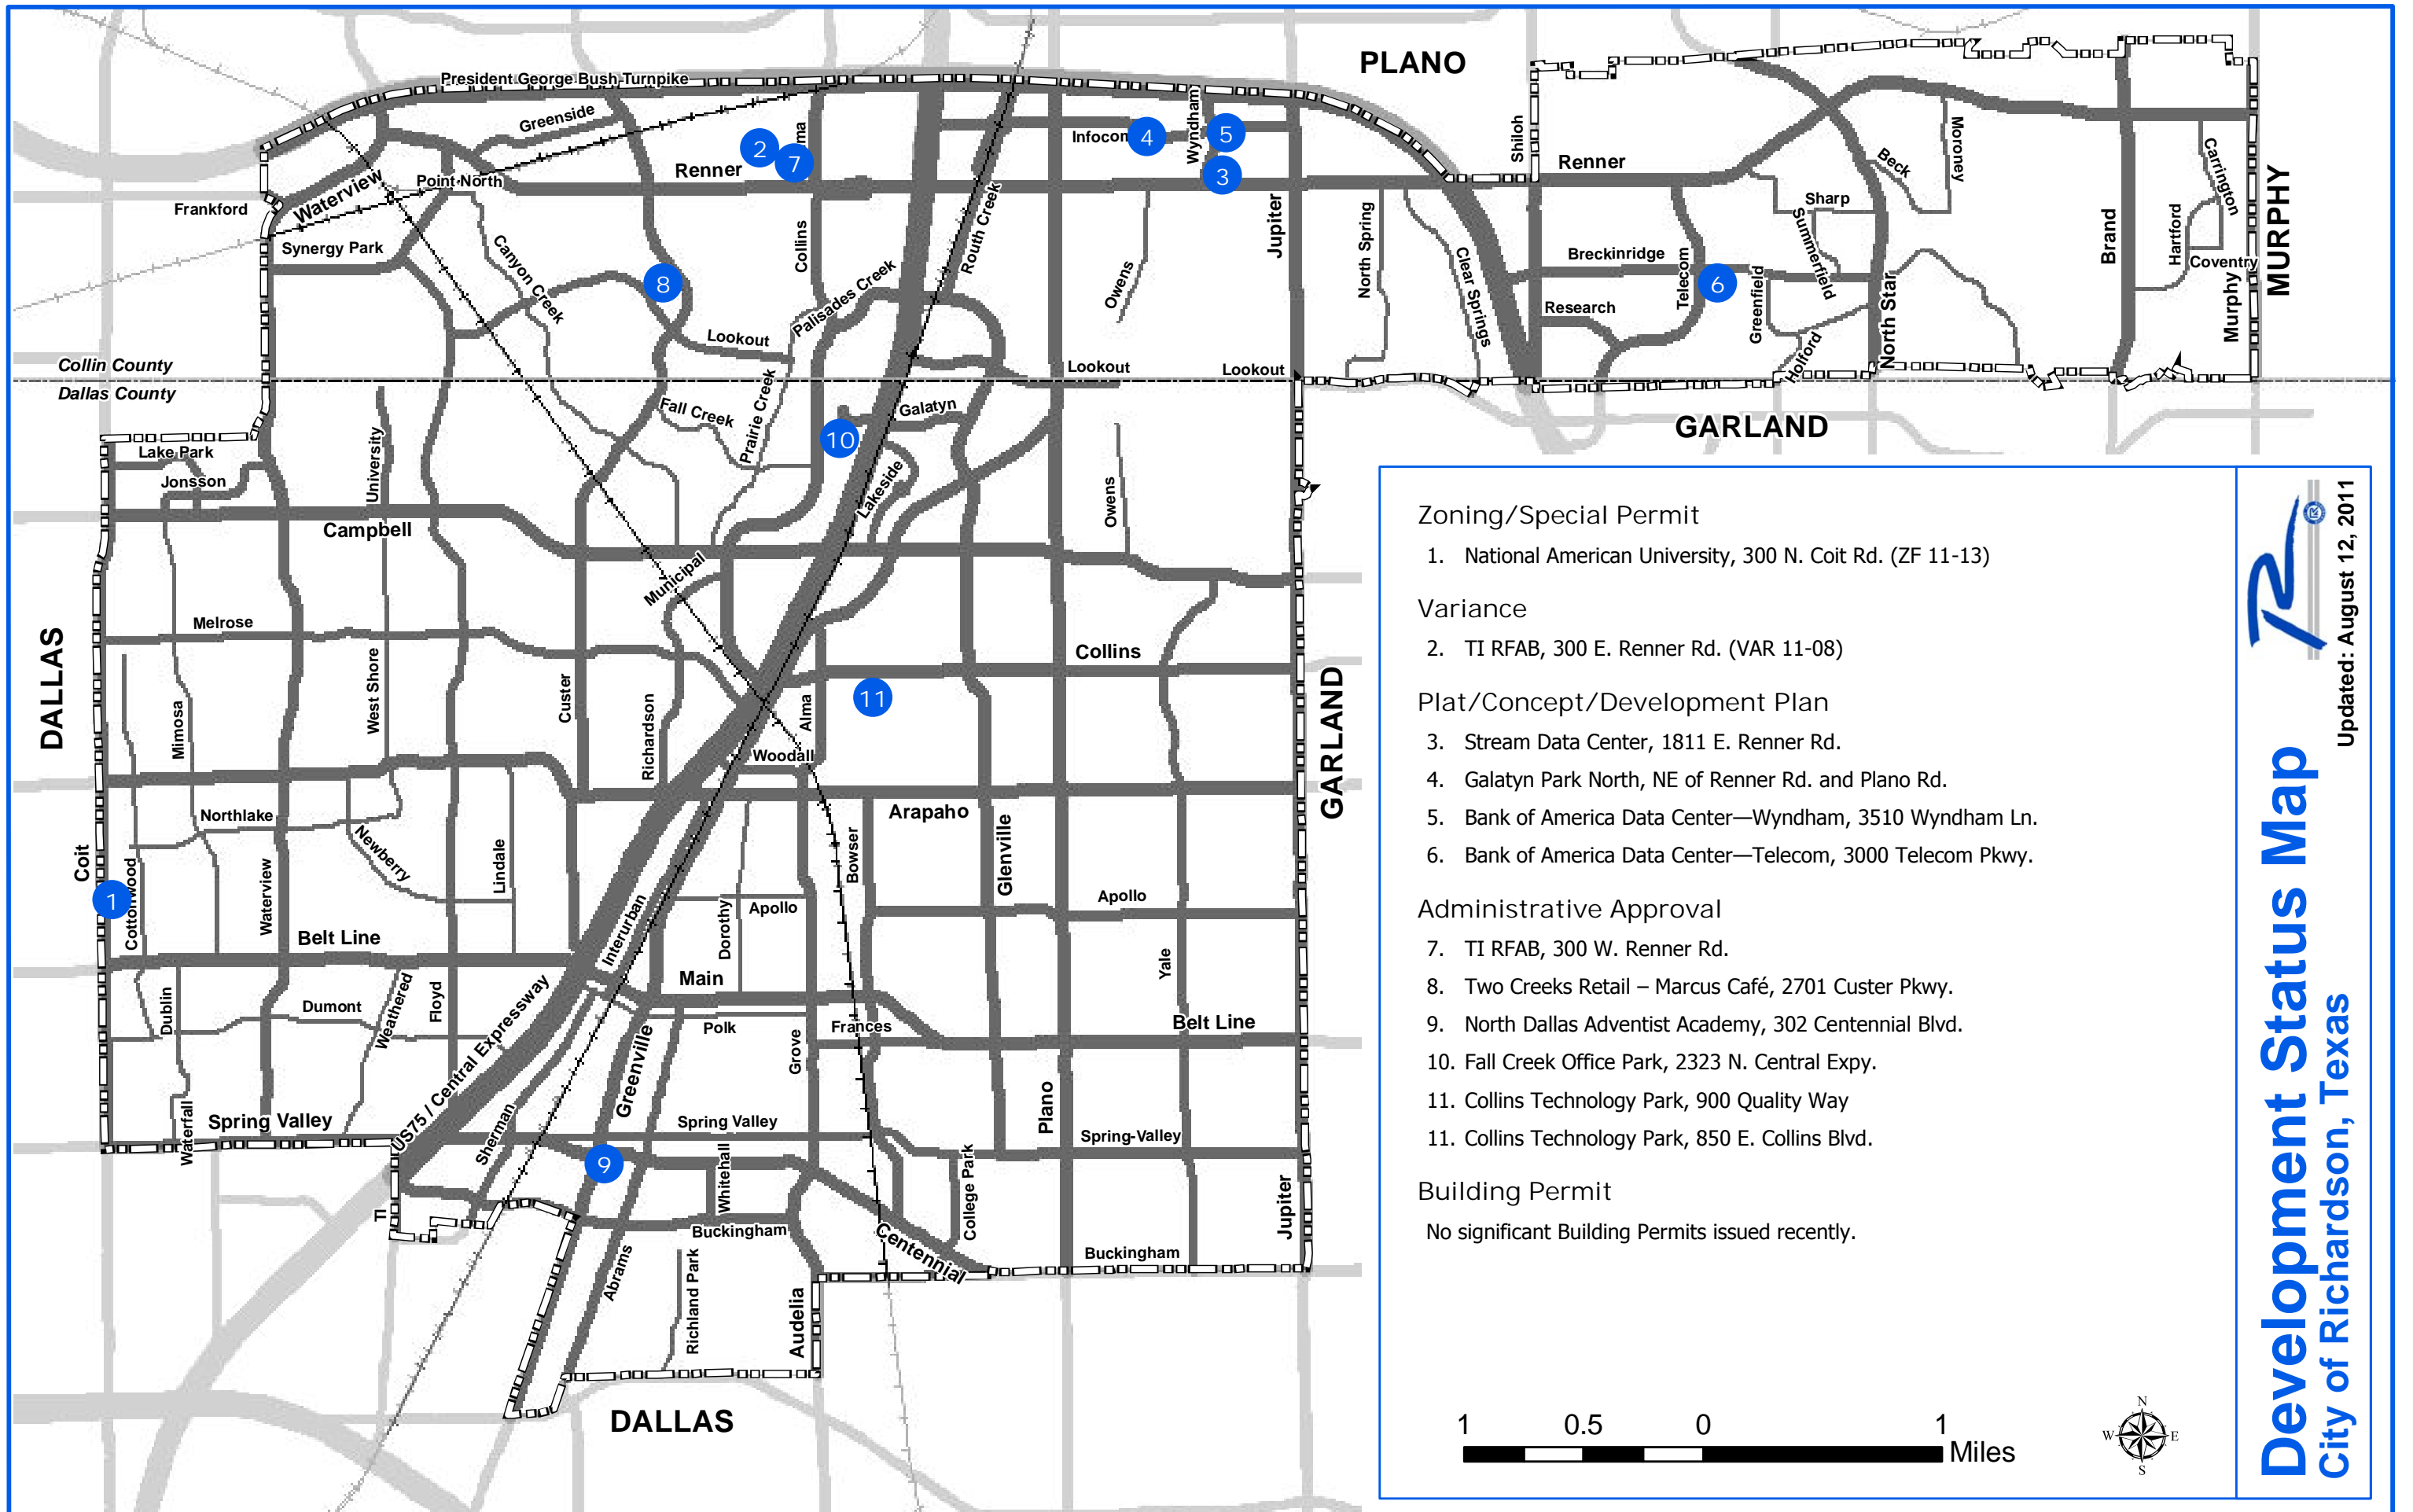 PLANO
President George Bush Turnpike
Greenside
ma
Infocom
Wyndham
Shiloh
Moroney
2
7
4
5
3
Renner
Renner
Beck
Carrington
Point North
Waterview
Frankford
Synergy Park
Canyon Creek
Collins
Routh Creek
Owens
Jupiter
North Spring
Clear Springs
Sharp
Summerfield
Brand
Hartford
Coventry
MURPHY
Murphy
8
Palisades Creek
Breckinridge
Telecom
6
Greenfield
Research
North Star
Holford
Lookout
Lookout
Lookout
Collin County
Dallas County
Prairie Creek
Fall Creek
Galatyn
10
GARLAND
Lake Park
Jonsson
University
Lakeside
Owens
Campbell
Municipal
DALLAS
Melrose
Collins
Mimosa
West Shore
Custer
Richardson
Alma
11
GARLAND
Woodall
Arapaho
Northlake
Newberry
Coit
Cottonwood
1
Waterview
Lindale
Bowser
Glenville
Interurban
Dorothy
Apollo
Apollo
Belt Line
Main
Yale
Dublin
Dumont
Weathered
Floyd
US75 / Central Expressway
Polk
Frances
Belt Line
Greenville
Grove
Plano
Waterfall
Spring Valley
Sherman
Spring Valley
Spring-Valley
9
Whitehall
College Park
Jupiter
TI
Buckingham
Centennial
Buckingham
Abrams
Richland Park
Audelia
DALLAS
Zoning/Special Permit
1. National American University, 300 N. Coit Rd. (ZF 11-13)
Variance
2. TI RFAB, 300 E. Renner Rd. (VAR 11-08)
Plat/Concept/Development Plan
3. Stream Data Center, 1811 E. Renner Rd.
4. Galatyn Park North, NE of Renner Rd. and Plano Rd.
5. Bank of America Data Center—Wyndham, 3510 Wyndham Ln.
6. Bank of America Data Center—Telecom, 3000 Telecom Pkwy.
Administrative Approval
7. TI RFAB, 300 W. Renner Rd.
8. Two Creeks Retail – Marcus Café, 2701 Custer Pkwy.
9. North Dallas Adventist Academy, 302 Centennial Blvd.
10. Fall Creek Office Park, 2323 N. Central Expy.
11. Collins Technology Park, 900 Quality Way
11. Collins Technology Park, 850 E. Collins Blvd.
Building Permit
No significant Building Permits issued recently.
1 0.5 0 1
Miles
N
W E
S
Development Status Map
City of Richardson, Texas
Updated: August 12, 2011